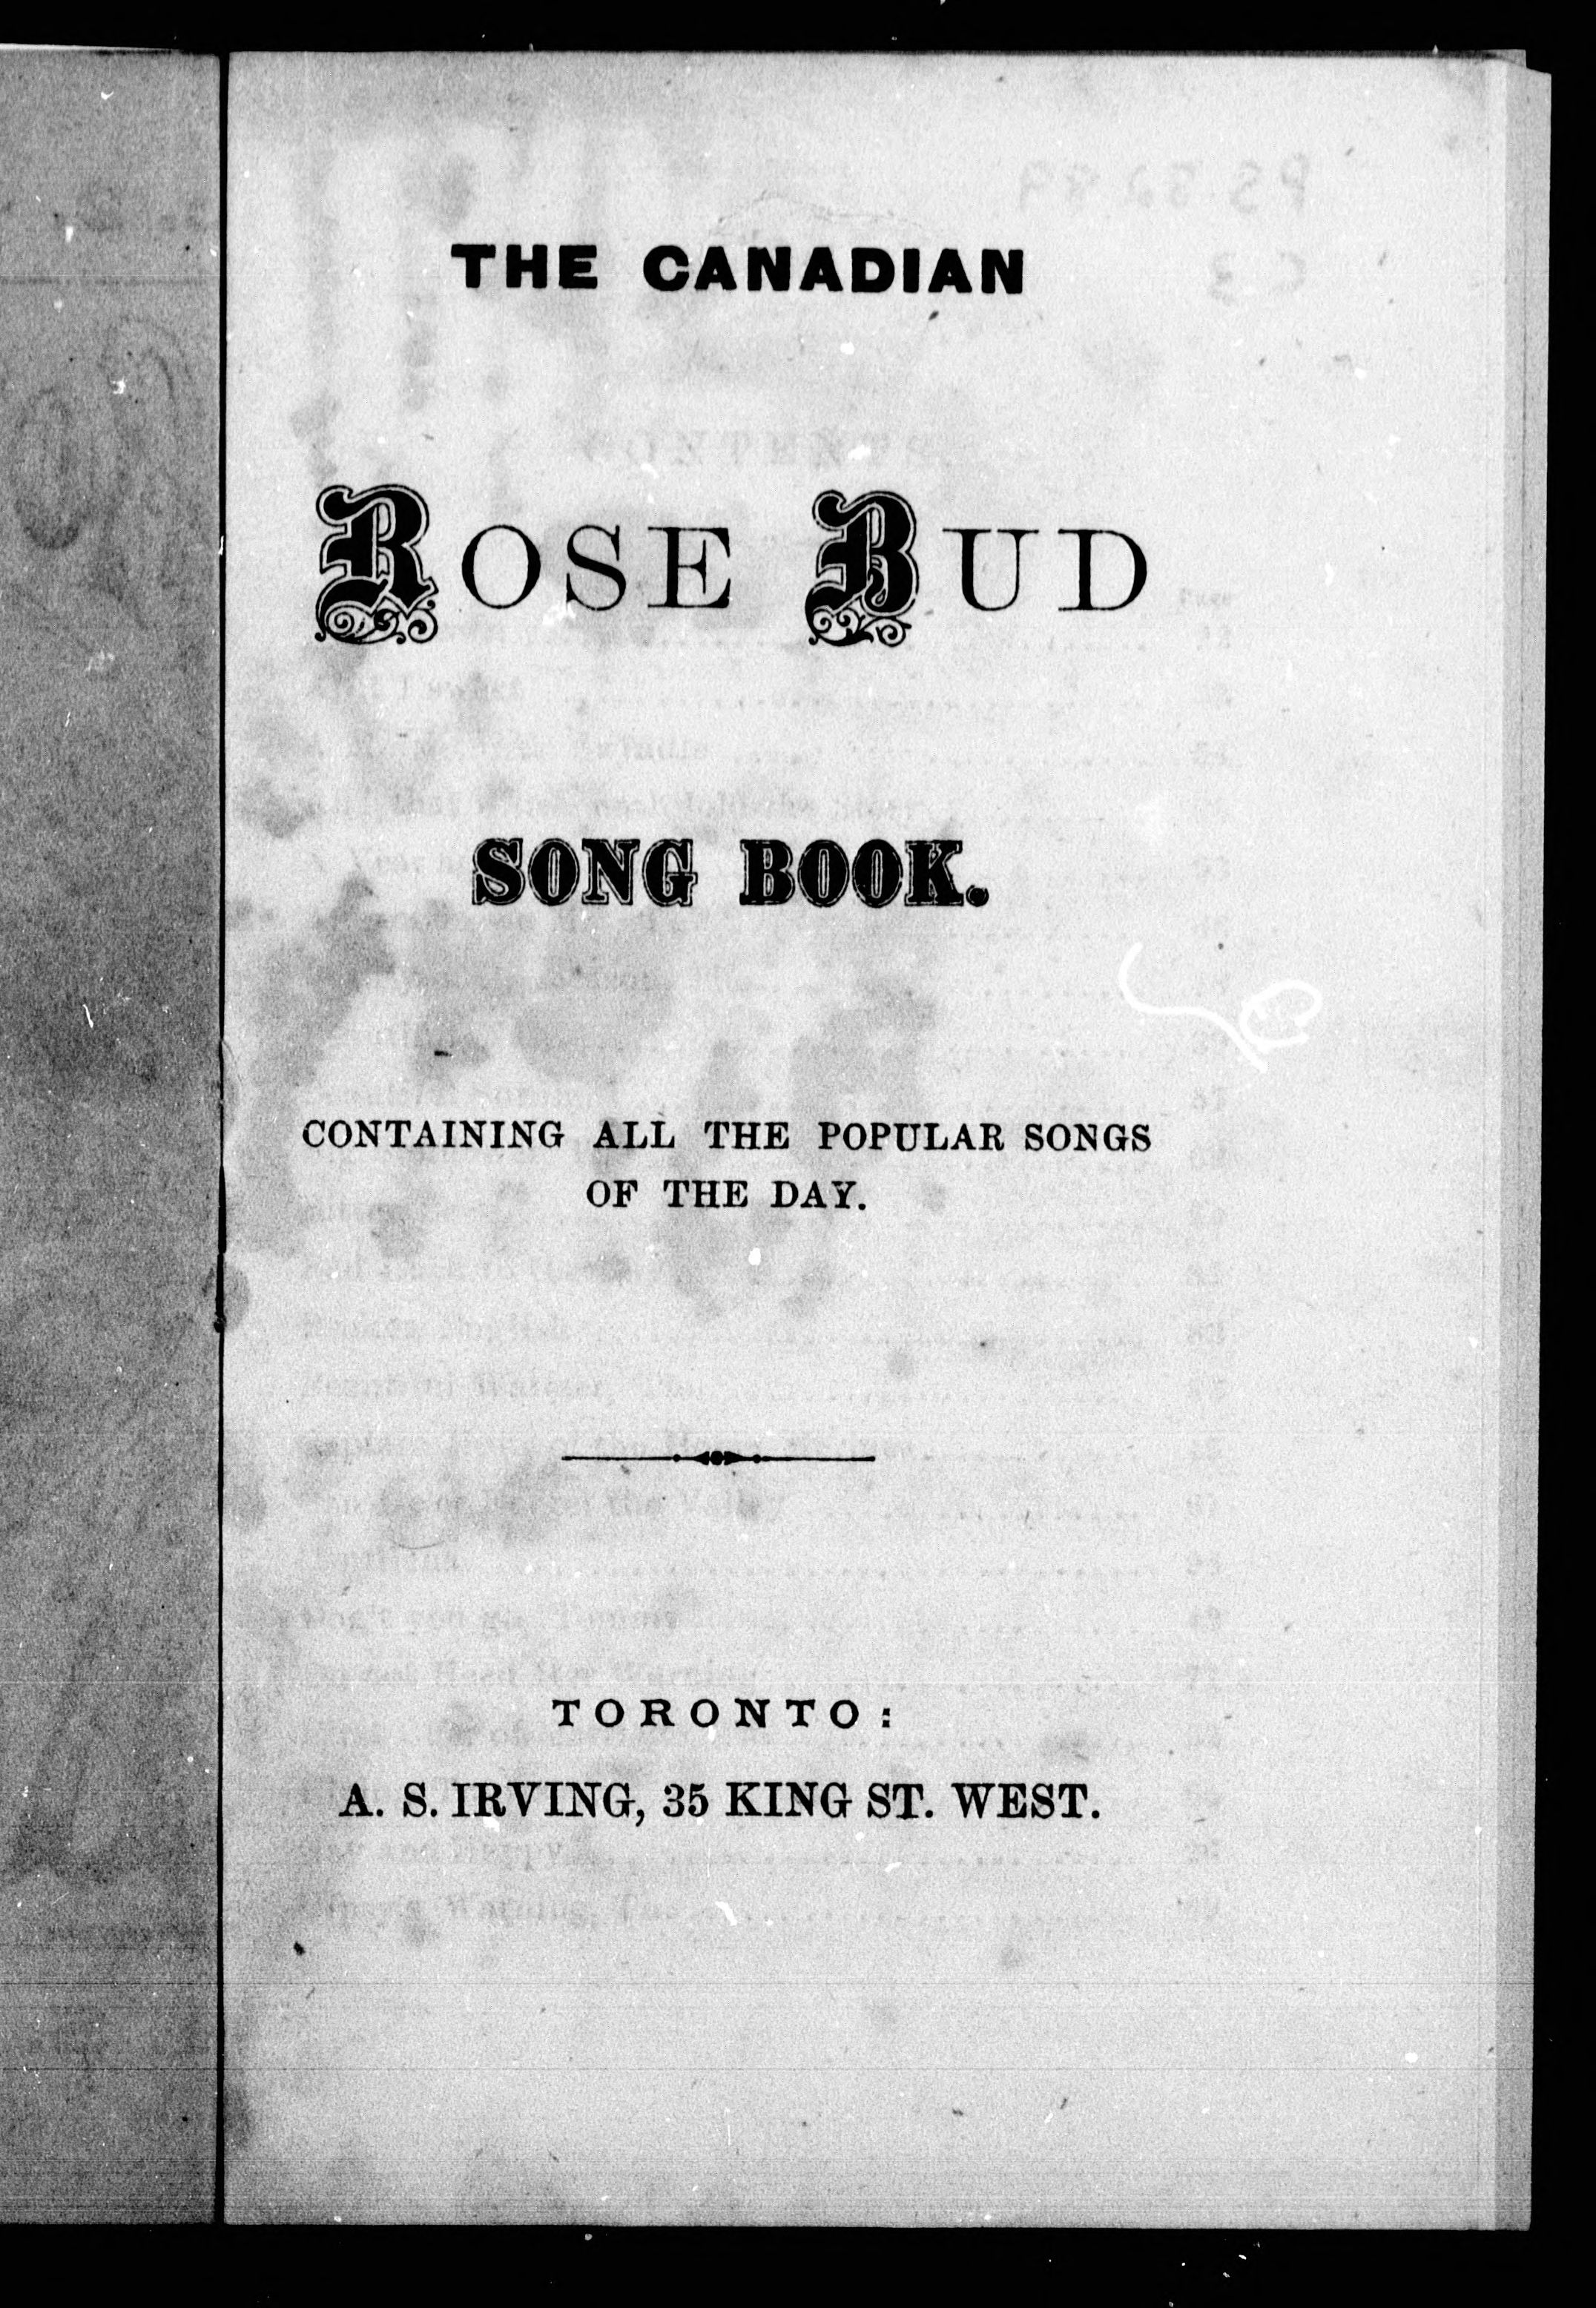 THE CANADIAN
ROSE BUD
SONG BOOK.
CONTAINING ALL THE POPULAR SONGS
OF THE DAY.
TORONTO:
A. S. IRVING, 35 KING ST. WEST.